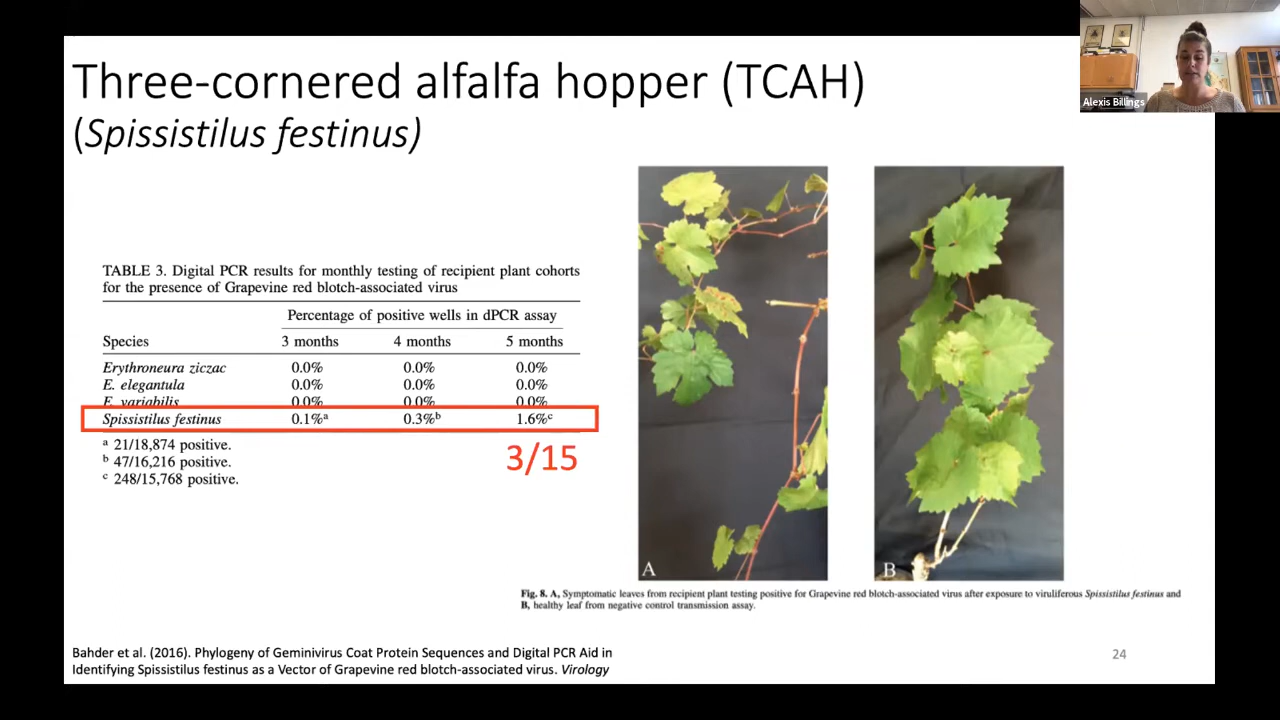 Three-cornered alfalfa hopper (TCAH)
(Spissistilus festinus)
Alexis Billings
TABLE 3. Digital PCR results for monthly testing of recipient plant cohorts
for the presence of Grapevine red blotch-associated virus
Percentage of positive wells in dPCR assay
Species 3 months 4 months 5 months
Erythroneura ziczac 0.0% 0.0% 0.0%
E. elegantula 0.0% 0.0% 0.0%
E. variabilis 0.0% 0.0% 0.0%
Spissistilus festinus 0.1%a 0.3%b 1.6%c
a 21/18,874 positive.
b 47/16,216 positive.
c 248/15,768 positive.
3/15
A
B
Fig. 8. A, Symptomatic leaves from recipient plant testing positive for Grapevine red blotch-associated virus after exposure to viruliferous Spissistilus festinus and
B, healthy leaf from negative control transmission assay.
Bahder et al. (2016). Phylogeny of Geminivirus Coat Protein Sequences and Digital PCR Aid in
Identifying Spissistilus festinus as a Vector of Grapevine red blotch-associated virus. Virology
24